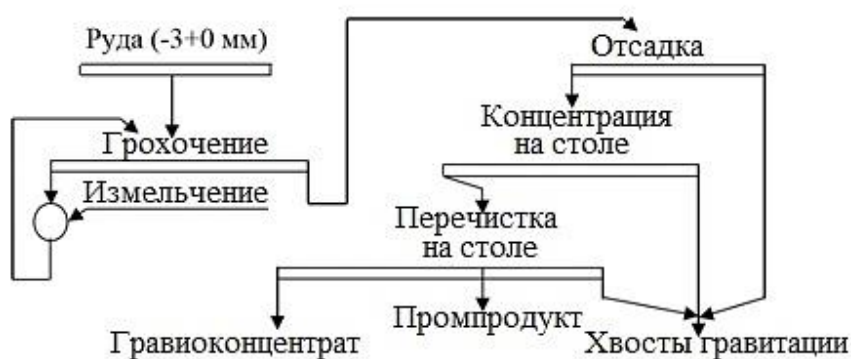 Руда (-3+0 мм)
Грохочение
Измельчение
Отсадка
Концентрация
на столе
Перечистка
на столе
Гравиоконцентрат
Промпродукт
Хвосты гравитации